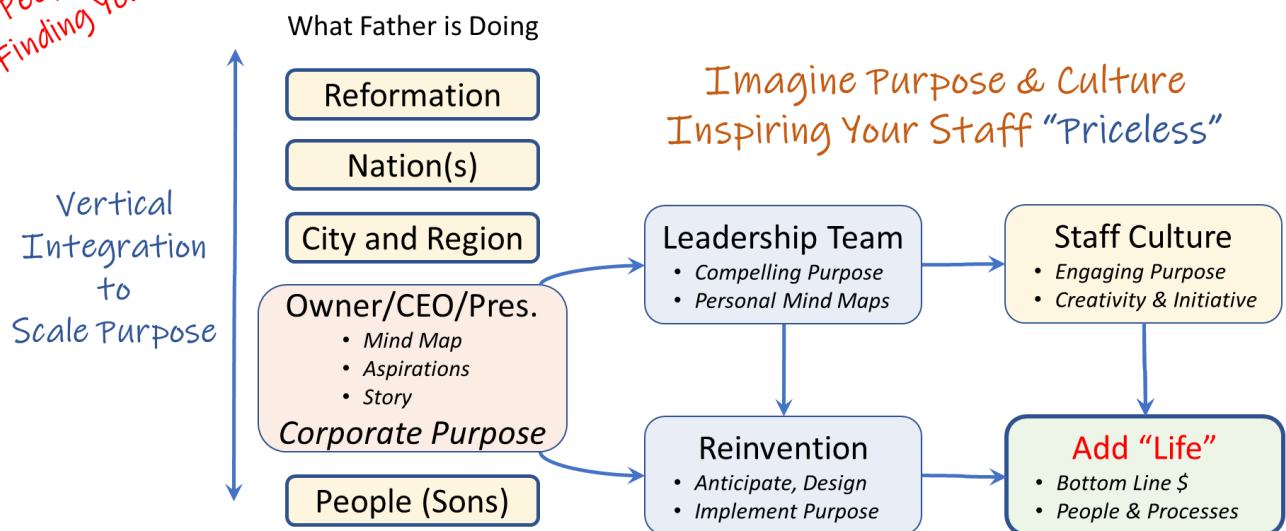 Finding
What Father is Doing
Reformation
Nation(s)
City and Region
Owner/CEO/Pres.
• Mind Map
• Aspirations
• Story
Corporate Purpose
People (Sons)
Vertical
Integration
to
Scale Purpose
Imagine Purpose & Culture
Inspiring Your Staff “Priceless”
Leadership Team
• Compelling Purpose
• Personal Mind Maps
Staff Culture
• Engaging Purpose
• Creativity & Initiative
Reinvention
• Anticipate, Design
• Implement Purpose
Add “Life”
• Bottom Line $
• People & Processes